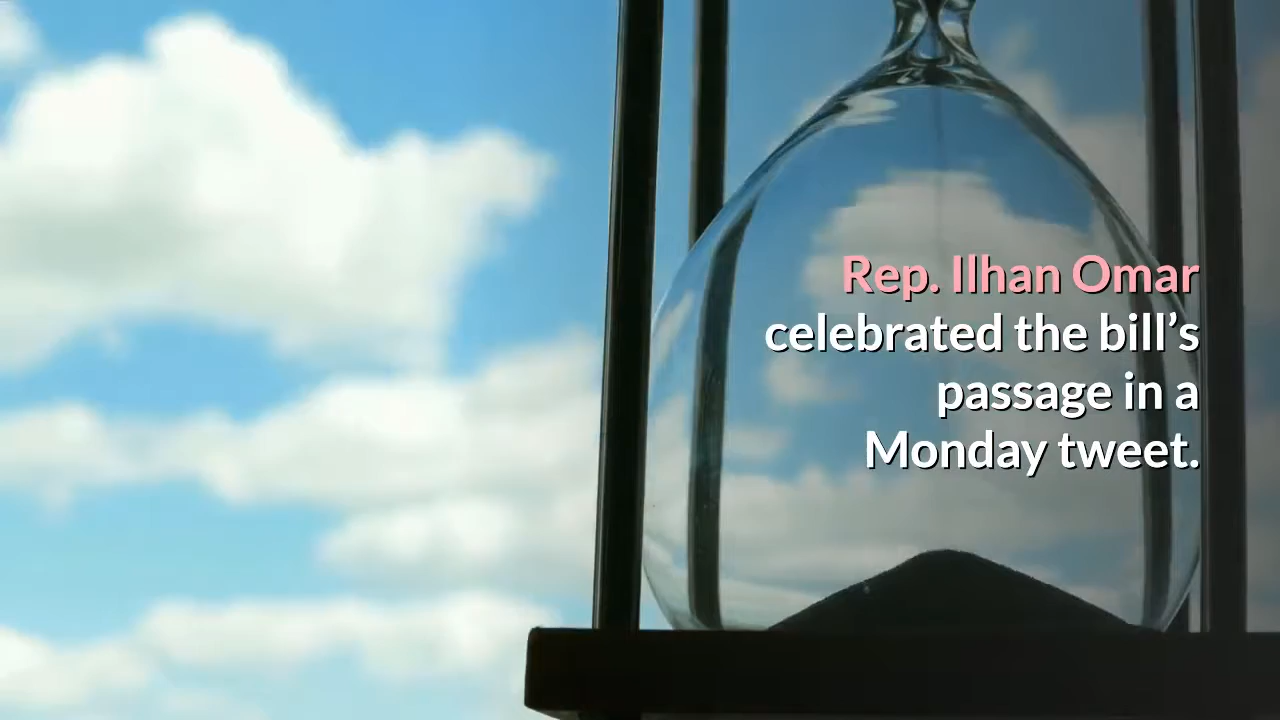 Rep. Ilhan Omar
celebrated the bill’s
passage in a
Monday tweet.